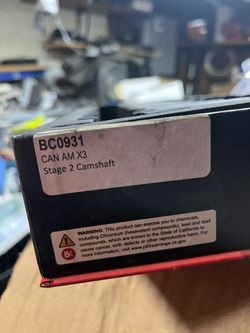 BC0931
CAN AM X3
Stage 2 Camshaft
WARNING: This product can expose you to chemicals,
including Chromium (hexavalent compounds), lead and lead
compounds, which are known to the State of California to
cause cancer, birth defects or other reproductive harm. For
more information, visit www.p65warnings.ca.gov